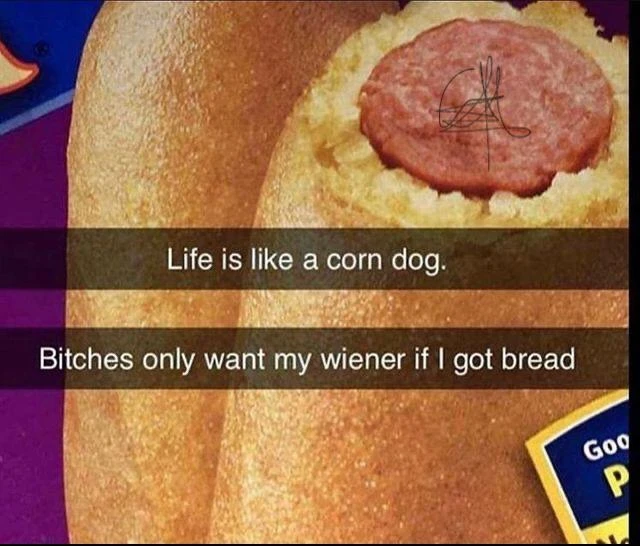 Life is like a corn dog.
Bitches only want my wiener if I got bread
Goo
P